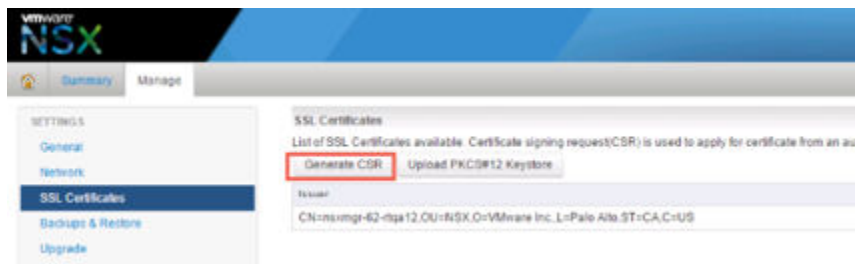 vmware
NSX
Summary Manage
SETTINGS
General
Network
SSL Certificates
Backups & Restore
Upgrade
SSL Certificates
List of SSL Certificates available. Certificate signing request(CSR) is used to apply for certificate from an au
Generate CSR Upload PKCS#12 Keystore
Issuer
CN=nsxmgr-62-rtqa12,OU=NSX,O=VMware Inc.,L=Palo Alto,ST=CA,C=US